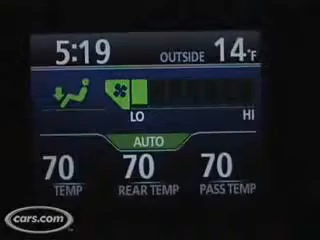 5:19 OUTSIDE 14°F
LO HI
AUTO
70 70 70
TEMP REAR TEMP PASS TEMP
cars.com